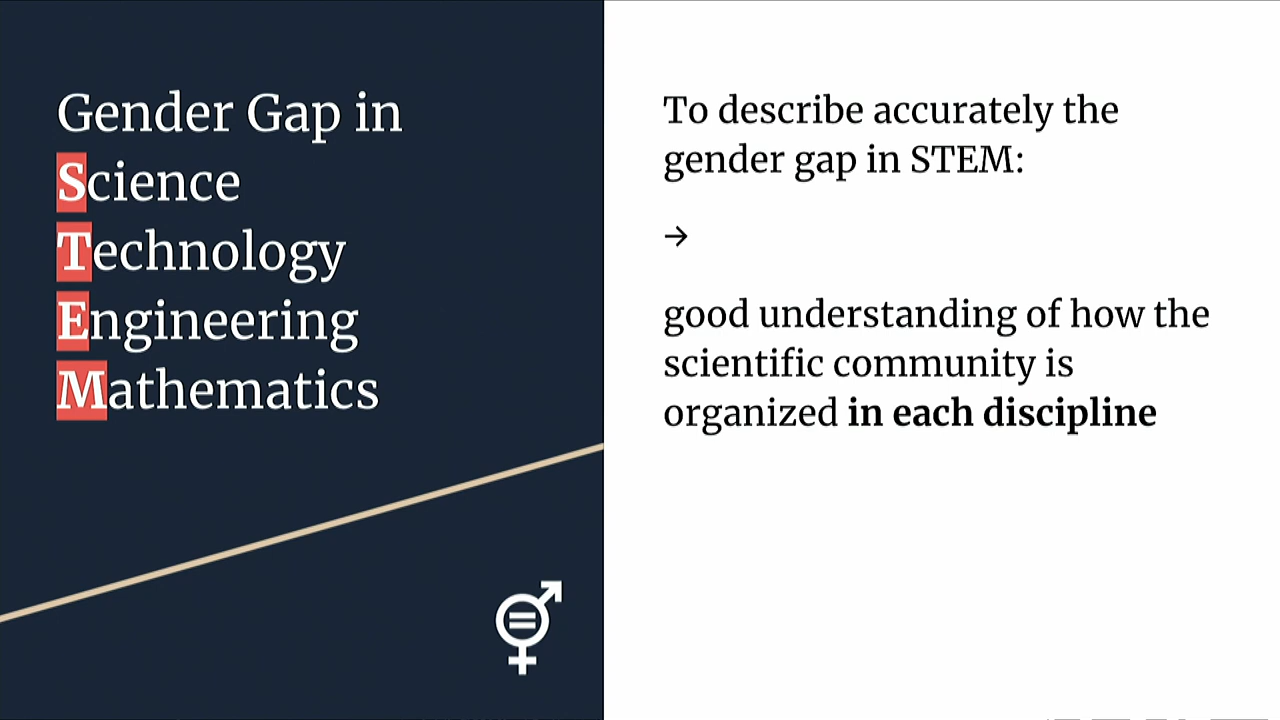 Gender Gap in
Science
Technology
Engineering
Mathematics
To describe accurately the
gender gap in STEM:
→
good understanding of how the
scientific community is
organized in each discipline